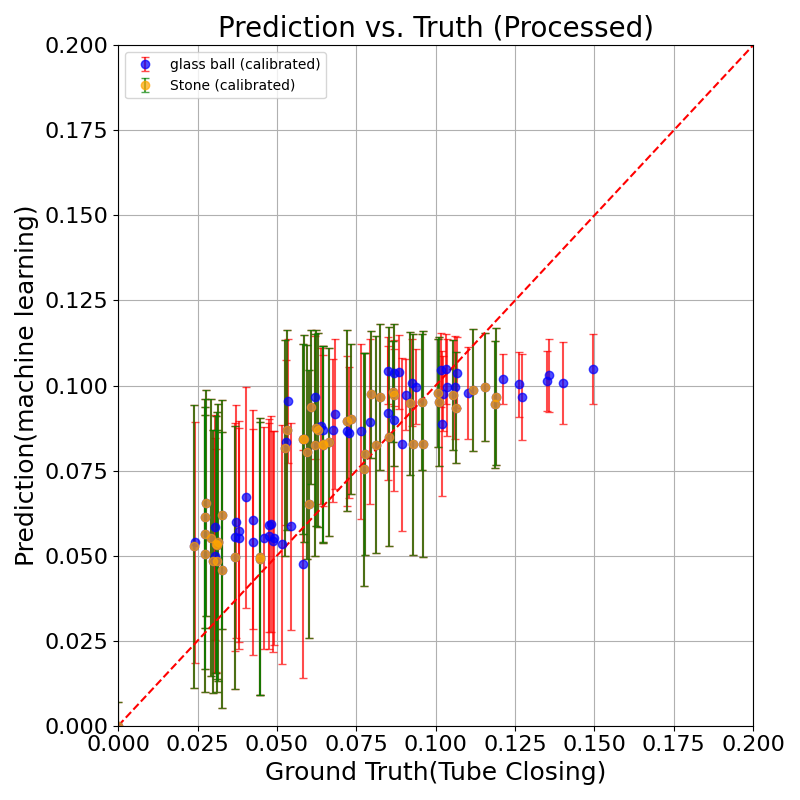 Prediction vs. Truth (Processed)
glass ball (calibrated)
Stone (calibrated)
0.200
0.175
0.150
0.125
0.100
0.075
0.050
0.025
0.000
Prediction(machine learning)
0.000 0.025 0.050 0.075 0.100 0.125 0.150 0.175 0.200
Ground Truth(Tube Closing)